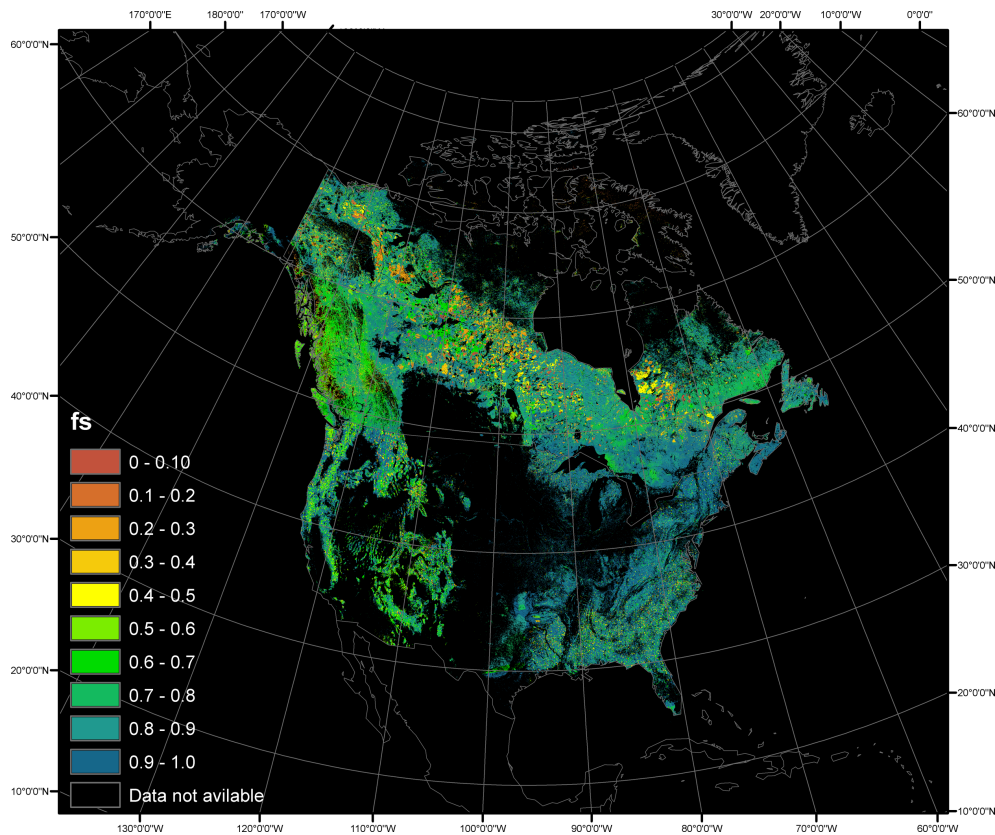 170°0'0"E 180°0'0" 170°0'0"W 30°0'0"W 20°0'0"W 10°0'0"W 0°0'0"
60°0'0"N
60°0'0"N
50°0'0"N
50°0'0"N
40°0'0"N
40°0'0"N
fs
0 - 0.10
0.1 - 0.2
0.2 - 0.3
30°0'0"N
0.3 - 0.4
30°0'0"N
0.4 - 0.5
0.5 - 0.6
0.6 - 0.7
20°0'0"N
0.7 - 0.8
20°0'0"N
0.8 - 0.9
0.9 - 1.0
10°0'0"N
Data not avilable
10°0'0"N
130°0'0"W 120°0'0"W 110°0'0"W 100°0'0"W 90°0'0"W 80°0'0"W 70°0'0"W 60°0'0"W